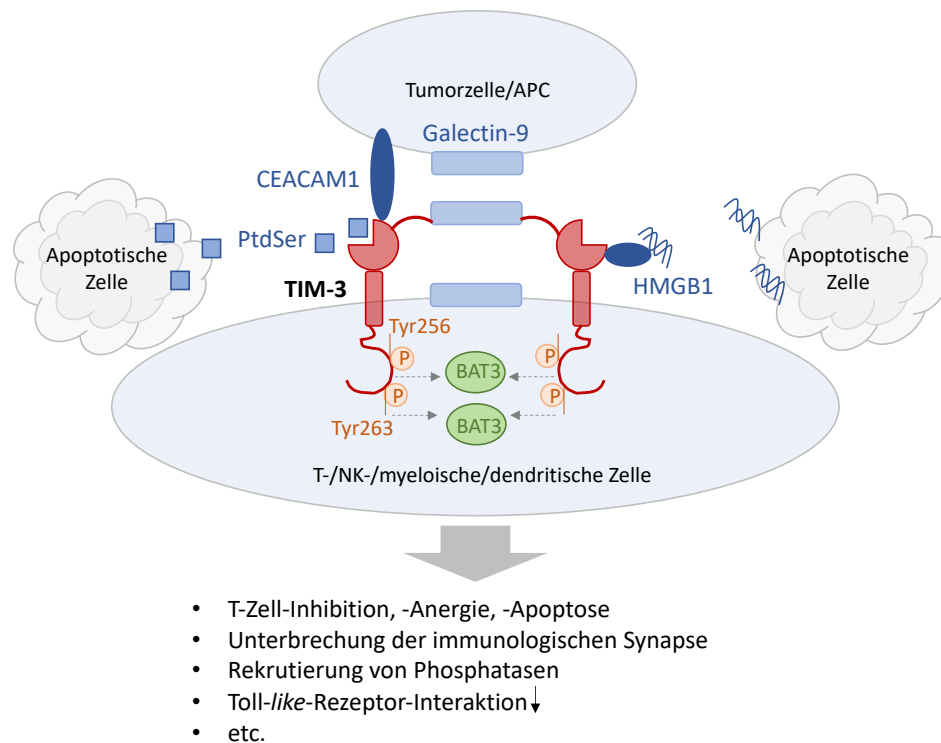 Tumorzelle/APC
Galectin-9
CEACAM1
PtdSer
Apoptotische
Zelle
Apoptotische
Zelle
HMGB1
TIM-3
Tyr256
P
P
BAT3
P
P
BAT3
Tyr263
T-/NK-/myeloische/dendritische Zelle
• T-Zell-Inhibition, -Anergie, -Apoptose
• Unterbrechung der immunologischen Synapse
• Rekrutierung von Phosphatasen
• Toll-like-Rezeptor-Interaktion↓
• etc.